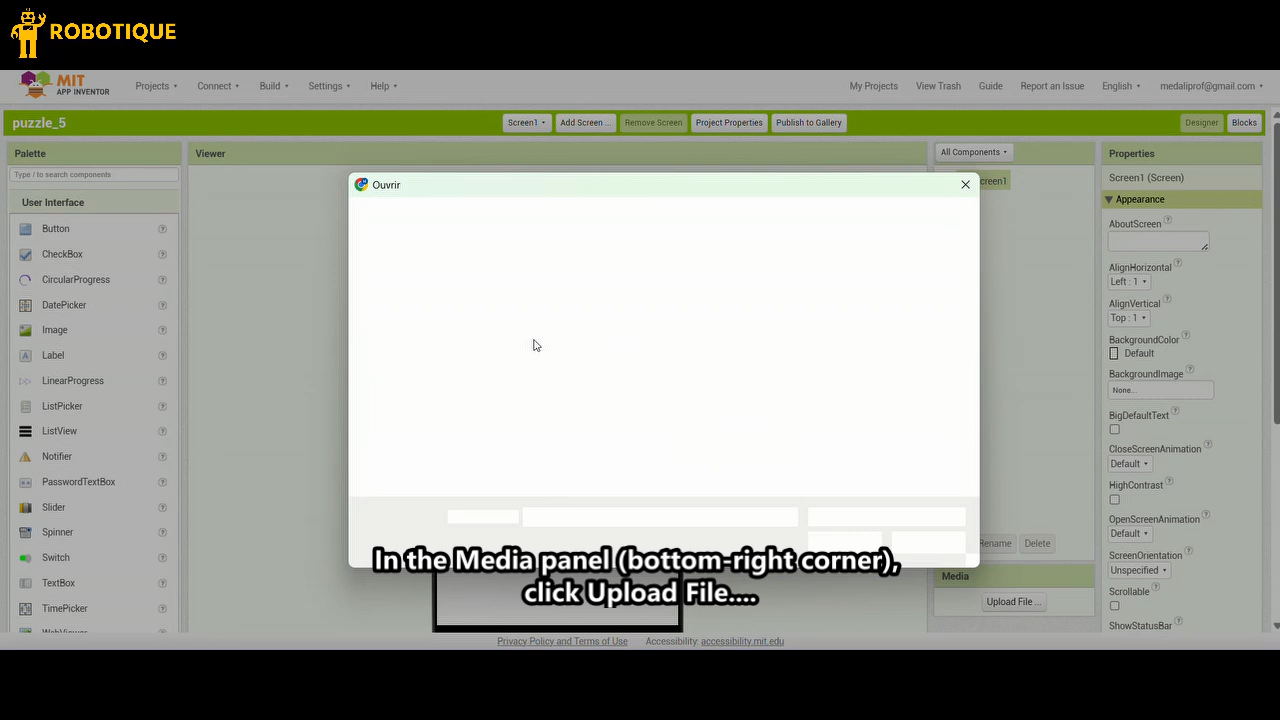 ROBOTIQUE
MIT
APP INVENTOR
Projects
Connect
Build
Settings
Help
My Projects
View Trash
Guide
Report an Issue
English
medaliprof@gmail.com
puzzle_5
Screen1
Add Screen ...
Remove Screen
Project Properties
Publish to Gallery
Designer
Blocks
Palette
Type / to search components
User Interface
Button
CheckBox
CircularProgress
DatePicker
Image
Label
LinearProgress
ListPicker
ListView
Notifier
PasswordTextBox
Slider
Spinner
Switch
TextBox
TimePicker
WebViewer
Viewer
Ouvrir
All Components
creen1
ename
Delete
Media
Upload File ...
Properties
Screen1 (Screen)
Appearance
AboutScreen
AlignHorizontal
Left : 1
AlignVertical
Top : 1
BackgroundColor
Default
BackgroundImage
None...
BigDefaultText
CloseScreenAnimation
Default
HighContrast
OpenScreenAnimation
Default
ScreenOrientation
Unspecified
Scrollable
ShowStatusBar
In the Media panel (bottom-right corner),
click Upload File....
Privacy Policy and Terms of Use
Accessibility: accessibility.mit.edu